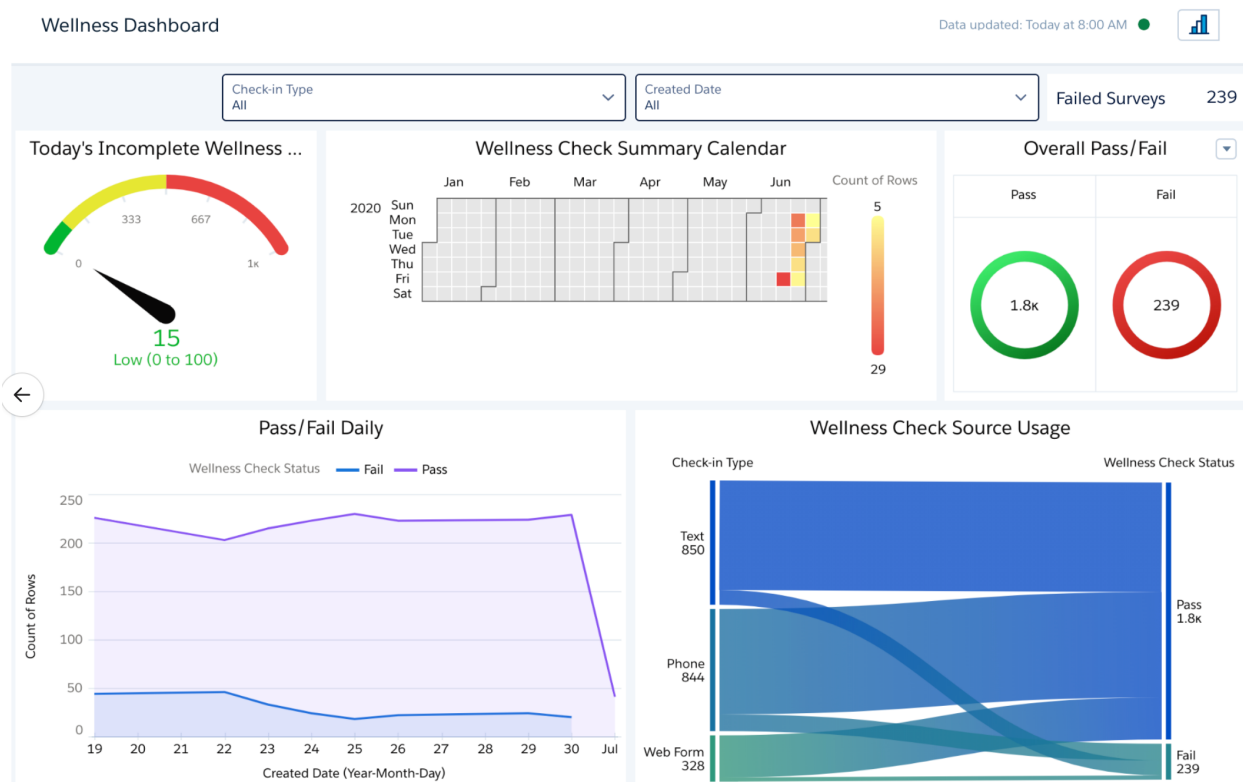 Wellness Dashboard
Data updated: Today at 8:00 AM
Check-in Type
All
Created Date
All
Failed Surveys 239
Today's Incomplete Wellness ...
333 667
0 1K
15
Low (0 to 100)
Wellness Check Summary Calendar
Jan Feb Mar Apr May Jun
2020
Sun
Mon
Tue
Wed
Thu
Fri
Sat
Count of Rows
5
29
Overall Pass/Fail
Pass Fail
1.8K 239
Pass/Fail Daily
Wellness Check Status Fail Pass
Count of Rows
250
200
150
100
50
0
19 20 21 22 23 24 25 26 27 28 29 30 Jul
Created Date (Year-Month-Day)
Wellness Check Source Usage
Check-in Type Wellness Check Status
Text
850
Phone
844
Web Form
328
Pass
1.8K
Fail
239